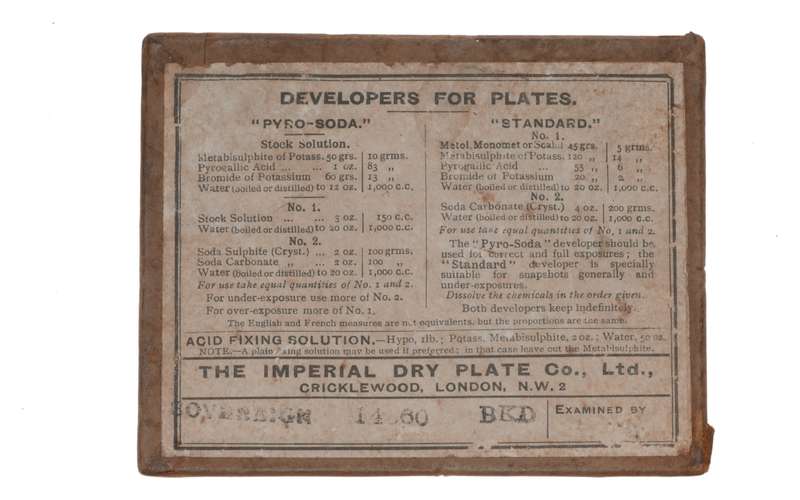 DEVELOPERS FOR PLATES.
"PYRO-SODA."
Stock Solution.
Metabisulphite of Potass. 50 grs. | 10 grms.
Pyrogallic Acid ... ... 1 oz. | 83 „
Bromide of Potassium 60 grs. | 13 „
Water (boiled or distilled) to 12 oz. | 1,000 c.c.
No. 1.
Stock Solution ... ... 3 oz. | 150 c.c.
Water (boiled or distilled) to 20 oz. | 1,000 c.c.
No. 2.
Soda Sulphite (Cryst.) ... 2 oz. | 100 grms.
Soda Carbonate „ ... 2 oz. | 100 „
Water (boiled or distilled) to 20 oz. | 1,000 c.c.
For use take equal quantities of No. 1 and 2.
For under-exposure use more of No. 2.
For over-exposure more of No. 1.
"STANDARD."
No. 1.
Metol, Monomet or Scalol 45 grs. | 5 grms.
Metabisulphite of Potass. 120 „ | 14 „
Pyrogallic Acid 55 „ | 6 „
Bromide of Potassium 20 „ | 2 „
Water (boiled or distilled) to 20 oz. | 1,000 c.c.
No. 2.
Soda Carbonate (Cryst.) 4 oz. | 200 grms.
Water (boiled or distilled) to 20 oz. | 1,000 c.c.
For use take equal quantities of No. 1 and 2.
The "Pyro-Soda" developer should be
used for correct and full exposures; the
"Standard" developer is specially
suitable for snapshots generally and
under-exposures.
Dissolve the chemicals in the order given.
Both developers keep indefinitely.
The English and French measures are not equivalents, but the proportions are the same.
ACID FIXING SOLUTION.—Hypo, 1lb.; Potass. Metabisulphite, 2 oz.; Water, 50 oz.
NOTE.—A plain fixing solution may be used if preferred; in that case leave out the Metabisulphite.
THE IMPERIAL DRY PLATE Co., Ltd.,
CRICKLEWOOD, LONDON, N.W. 2
SOVEREIGN BKD EXAMINED BY